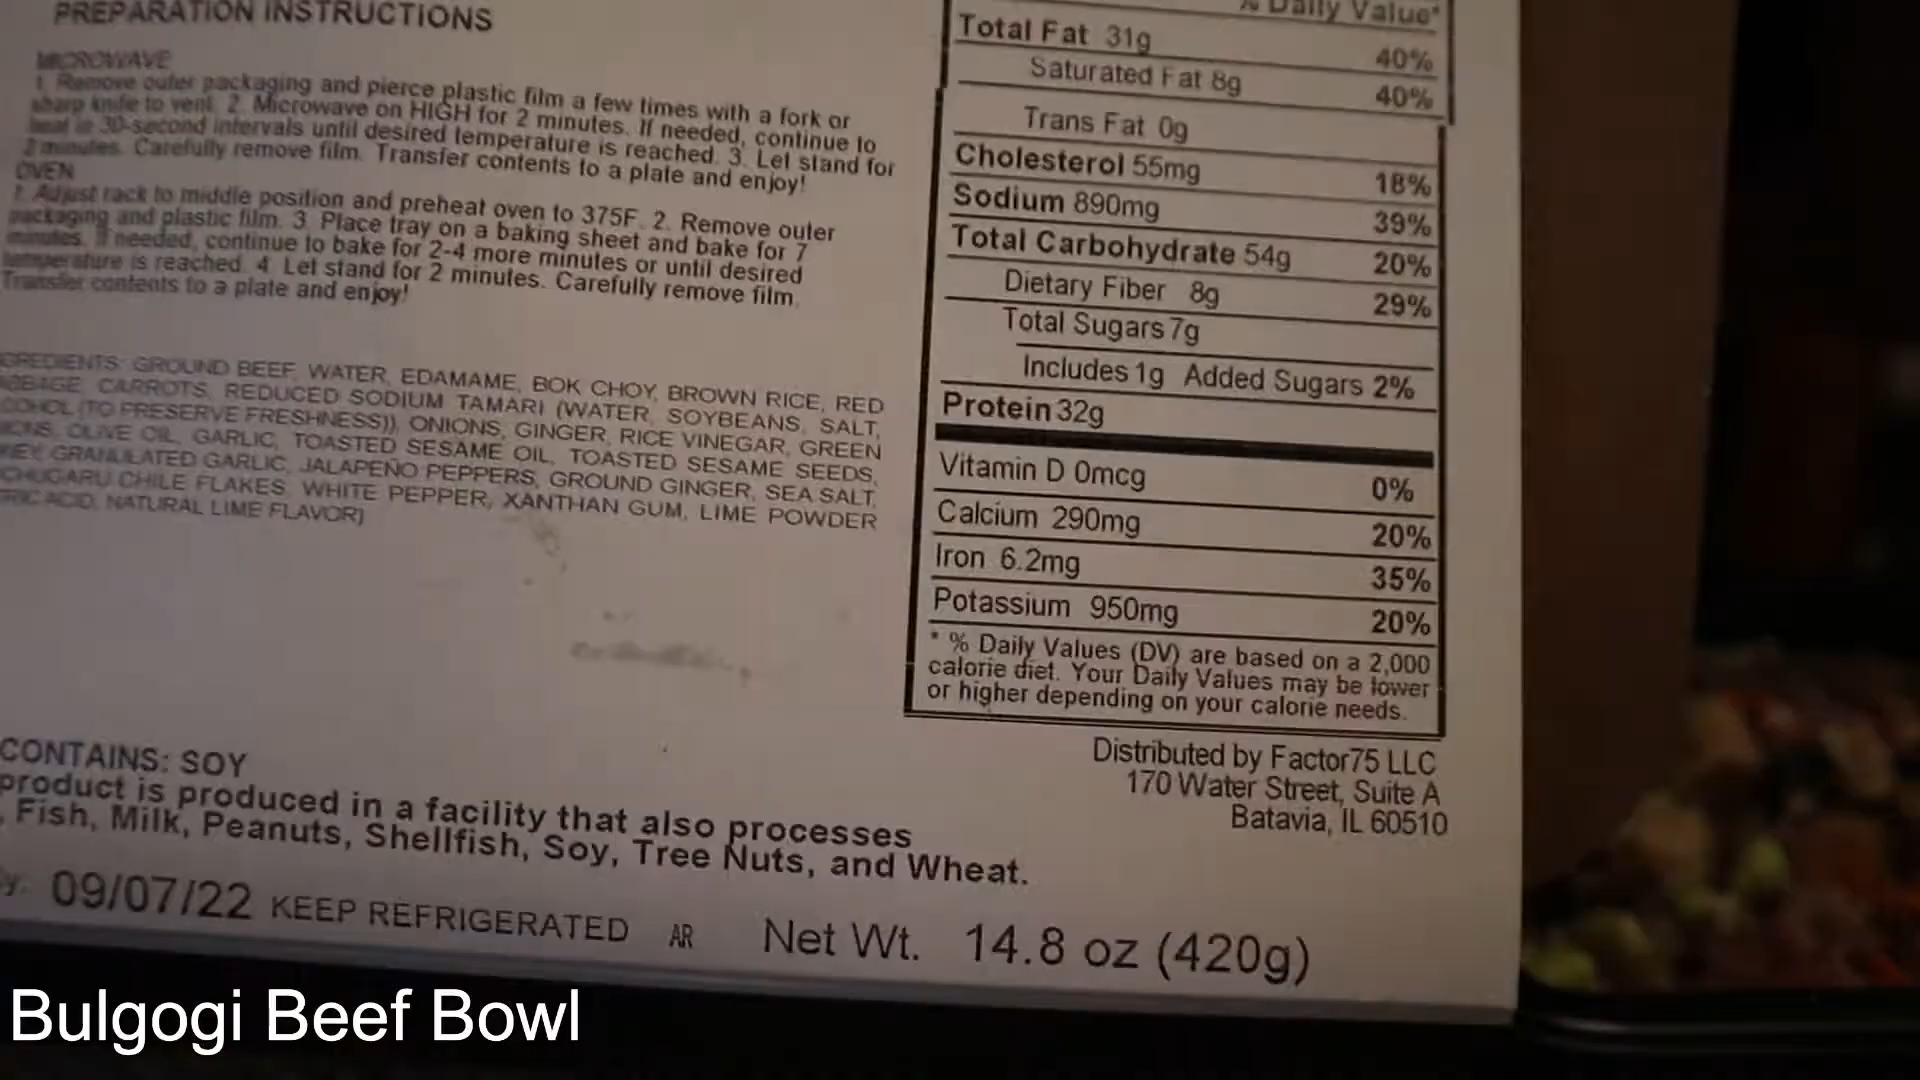 PREPARATION INSTRUCTIONS
MICROWAVE
1. Remove outer packaging and pierce plastic film a few times with a fork or
sharp knife to vent. 2. Microwave on HIGH for 2 minutes. If needed, continue to
heat in 30-second intervals until desired temperature is reached. 3. Let stand for
2 minutes. Carefully remove film. Transfer contents to a plate and enjoy!
OVEN
1. Adjust rack to middle position and preheat oven to 375F. 2. Remove outer
packaging and plastic film. 3. Place tray on a baking sheet and bake for 7
minutes. If needed, continue to bake for 2-4 more minutes or until desired
temperature is reached. 4. Let stand for 2 minutes. Carefully remove film.
Transfer contents to a plate and enjoy!
GREDIENTS: GROUND BEEF, WATER, EDAMAME, BOK CHOY, BROWN RICE, RED
BBAGE, CARROTS, REDUCED SODIUM TAMARI (WATER, SOYBEANS, SALT,
COHOL (TO PRESERVE FRESHNESS)), ONIONS, GINGER, RICE VINEGAR, GREEN
IONS, OLIVE OIL, GARLIC, TOASTED SESAME OIL, TOASTED SESAME SEEDS,
NEY, GRANULATED GARLIC, JALAPEÑO PEPPERS, GROUND GINGER, SEA SALT,
CHUGARU CHILE FLAKES, WHITE PEPPER, XANTHAN GUM, LIME POWDER
TRIC ACID, NATURAL LIME FLAVOR)
CONTAINS: SOY
product is produced in a facility that also processes
, Fish, Milk, Peanuts, Shellfish, Soy, Tree Nuts, and Wheat.
y: 09/07/22 KEEP REFRIGERATED AR Net Wt. 14.8 oz (420g)
% Daily Value*
Total Fat 31g 40%
Saturated Fat 8g 40%
Trans Fat 0g
Cholesterol 55mg 18%
Sodium 890mg 39%
Total Carbohydrate 54g 20%
Dietary Fiber 8g 29%
Total Sugars 7g
Includes 1g Added Sugars 2%
Protein 32g
Vitamin D 0mcg 0%
Calcium 290mg 20%
Iron 6.2mg 35%
Potassium 950mg 20%
* % Daily Values (DV) are based on a 2,000
calorie diet. Your Daily Values may be lower
or higher depending on your calorie needs.
Distributed by Factor75 LLC
170 Water Street, Suite A
Batavia, IL 60510
Bulgogi Beef Bowl